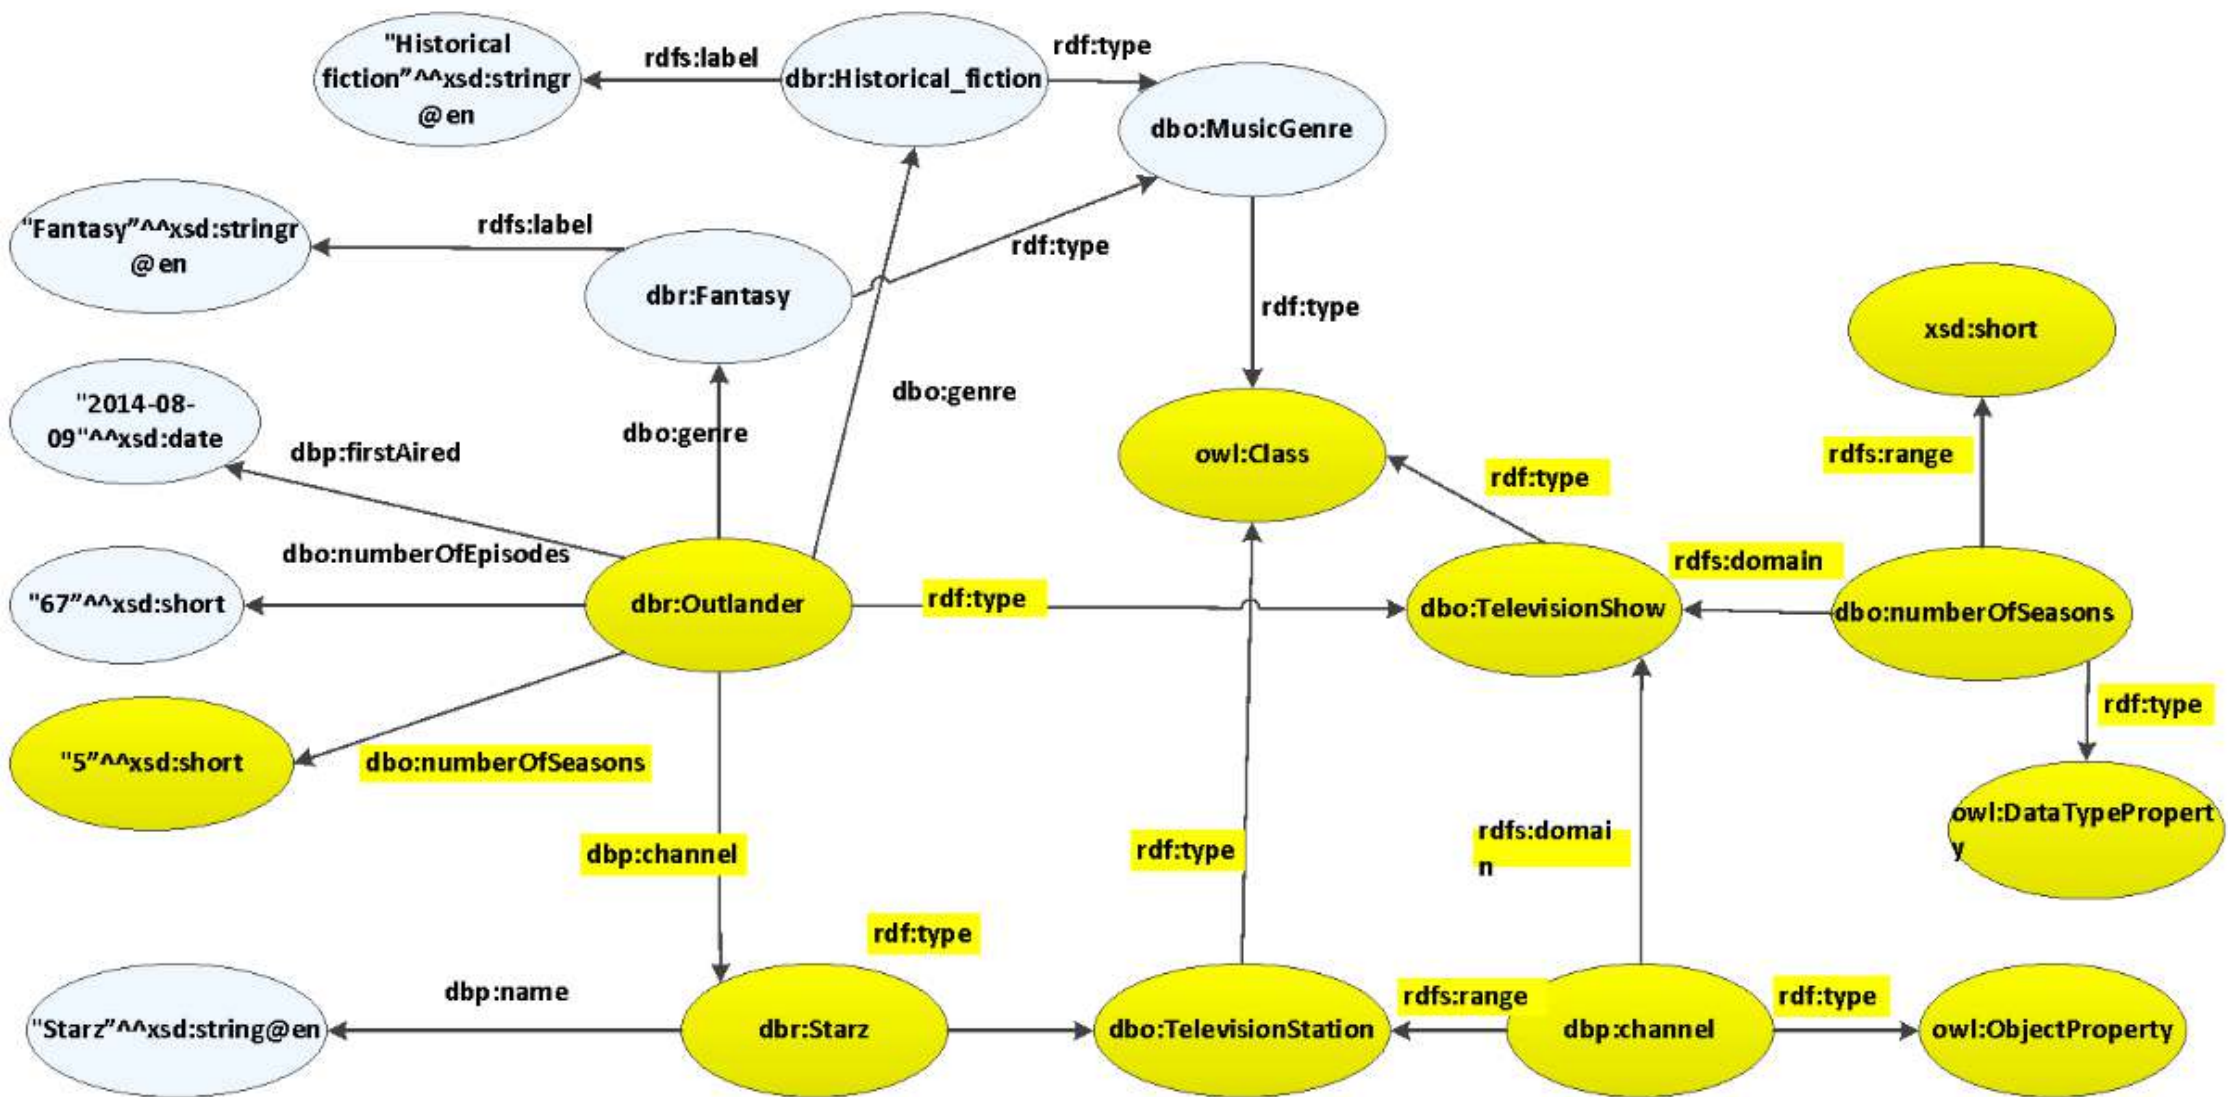 "Historical
fiction”^^xsd:stringr
@en
rdfs:label
dbr:Historical_fiction
rdf:type
dbo:MusicGenre
"Fantasy”^^xsd:stringr
@en
rdfs:label
dbr:Fantasy
rdf:type
rdf:type
xsd:short
"2014-08-
09"^^xsd:date
dbp:firstAired
dbo:genre
dbo:genre
owl:Class
rdf:type
rdfs:range
dbo:numberOfEpisodes
"67”^^xsd:short
dbr:Outlander
rdf:type
dbo:TelevisionShow
rdfs:domain
dbo:numberOfSeasons
rdf:type
"5”^^xsd:short
dbo:numberOfSeasons
dbp:channel
rdf:type
rdfs:domai
n
owl:DataTypePropert
y
rdf:type
dbp:name
"Starz”^^xsd:string@en
dbr:Starz
dbo:TelevisionStation
rdfs:range
dbp:channel
rdf:type
owl:ObjectProperty